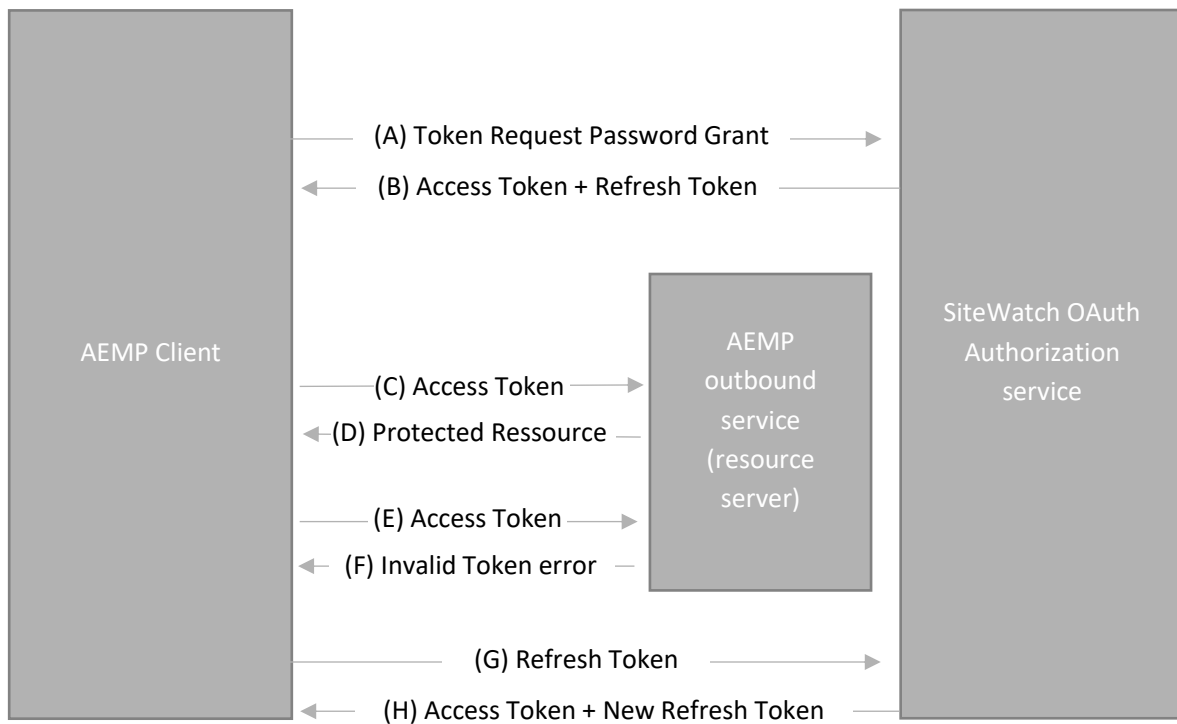 (A) Token Request Password Grant
(B) Access Token + Refresh Token
AEMP Client
AEMP
outbound
service
(resource
server)
SiteWatch OAuth
Authorization
service
(C) Access Token
(D) Protected Ressource
(E) Access Token
(F) Invalid Token error
(G) Refresh Token
(H) Access Token + New Refresh Token